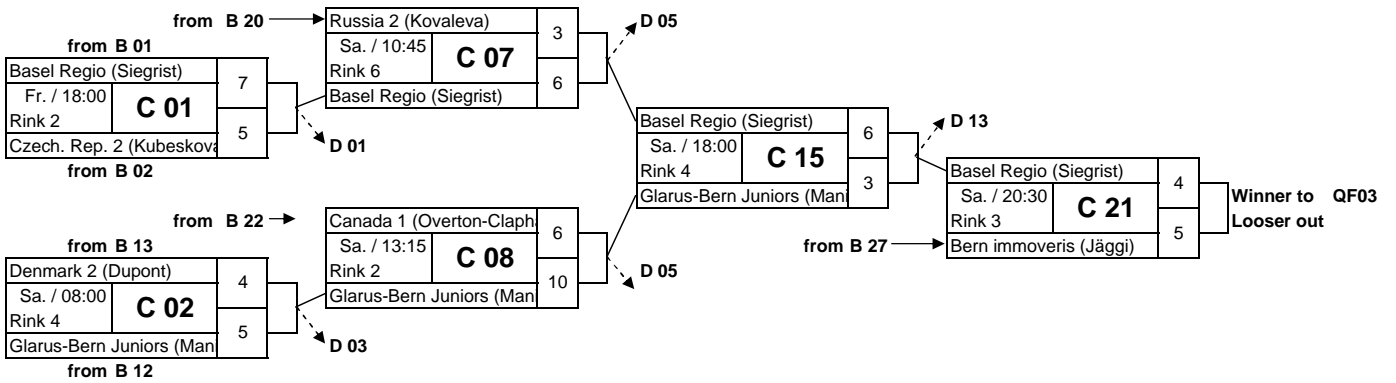 from B 20
Russia 2 (Kovaleva)
3
D 05
Sa. / 10:45
Rink 6
C 07
6
Basel Regio (Siegrist)
from B 01
Basel Regio (Siegrist)
7
Fr. / 18:00
Rink 2
C 01
5
Czech. Rep. 2 (Kubeskova
from B 02
D 01
Basel Regio (Siegrist)
6
D 13
Sa. / 18:00
Rink 4
C 15
3
Glarus-Bern Juniors (Mani
Basel Regio (Siegrist)
4
Sa. / 20:30
Rink 3
C 21
5
Bern immoveris (Jäggi)
from B 27
Winner to QF03
Looser out
from B 22
Canada 1 (Overton-Clapha
6
Sa. / 13:15
Rink 2
C 08
10
Glarus-Bern Juniors (Man
D 05
from B 13
Denmark 2 (Dupont)
4
Sa. / 08:00
Rink 4
C 02
5
Glarus-Bern Juniors (Man
from B 12
D 03